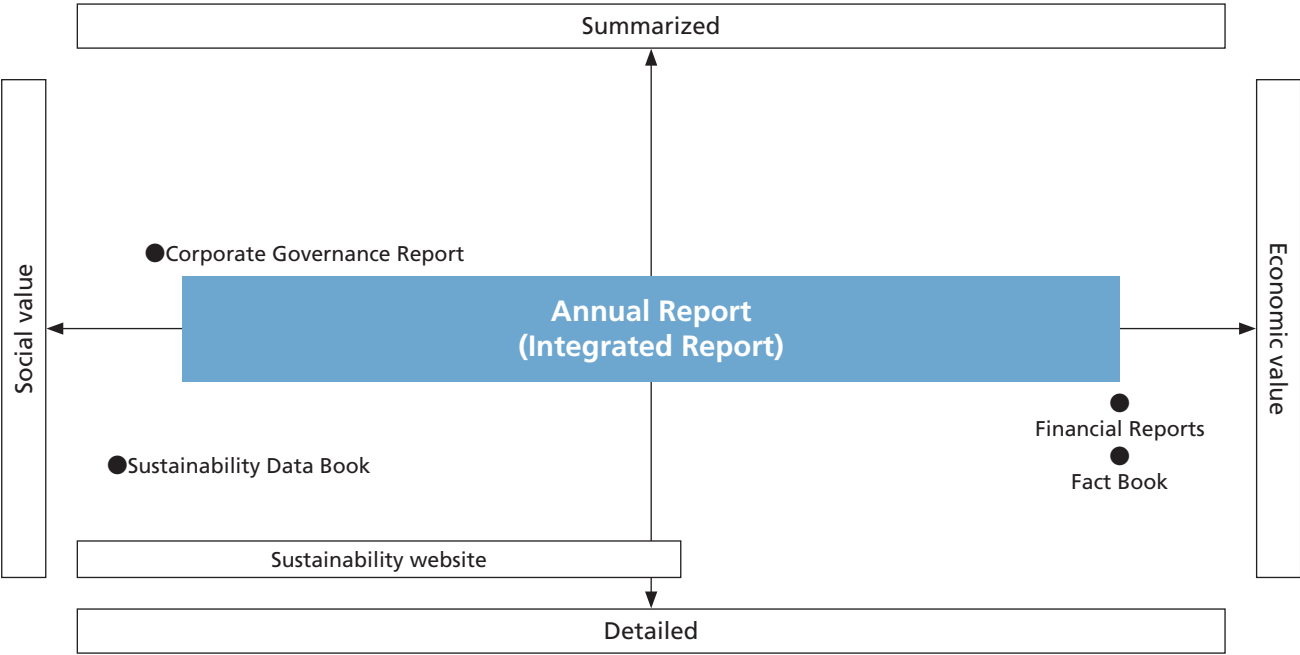 Summarized
Social value
Economic value
Corporate Governance Report
Annual Report
(Integrated Report)
Financial Reports
Sustainability Data Book
Fact Book
Sustainability website
Detailed